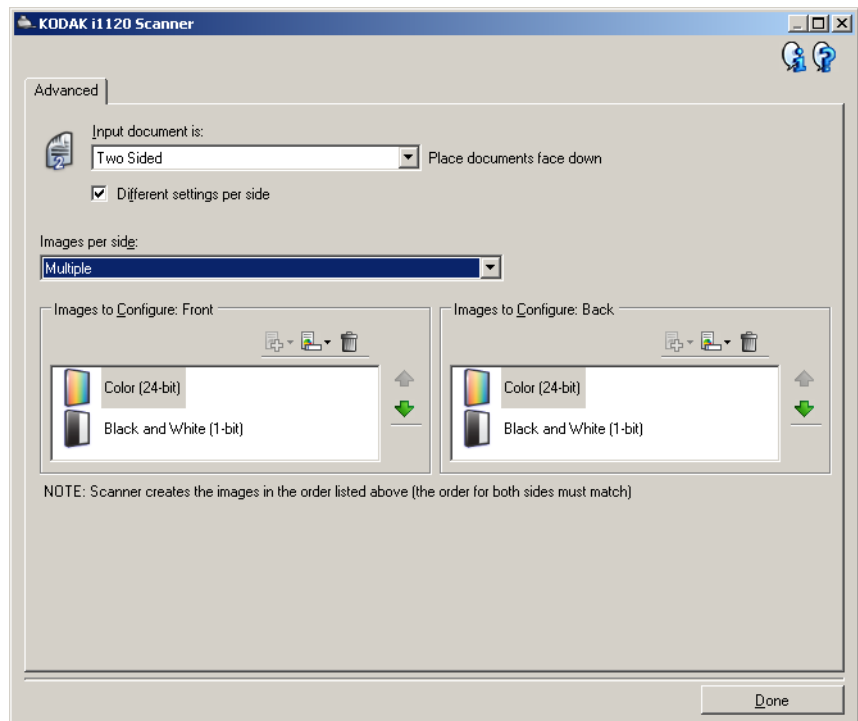 KODAK i1120 Scanner
Advanced
Input document is:
Two Sided
Place documents face down
Different settings per side
Images per side:
Multiple
Images to Configure: Front
Images to Configure: Back
Color (24-bit)
Color (24-bit)
Black and White (1-bit)
Black and White (1-bit)
NOTE: Scanner creates the images in the order listed above (the order for both sides must match)
Done